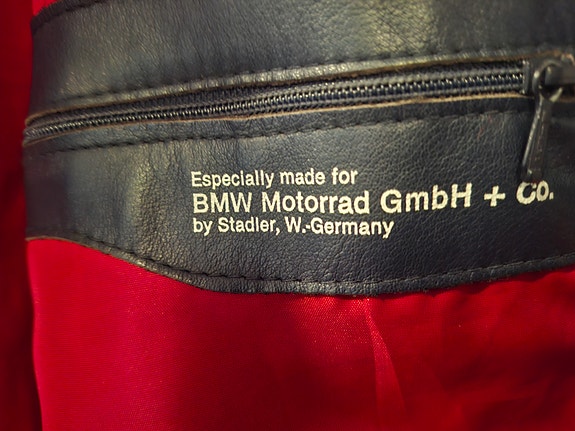 Especially made for
BMW Motorrad GmbH + Co.
by Stadler, W.-Germany